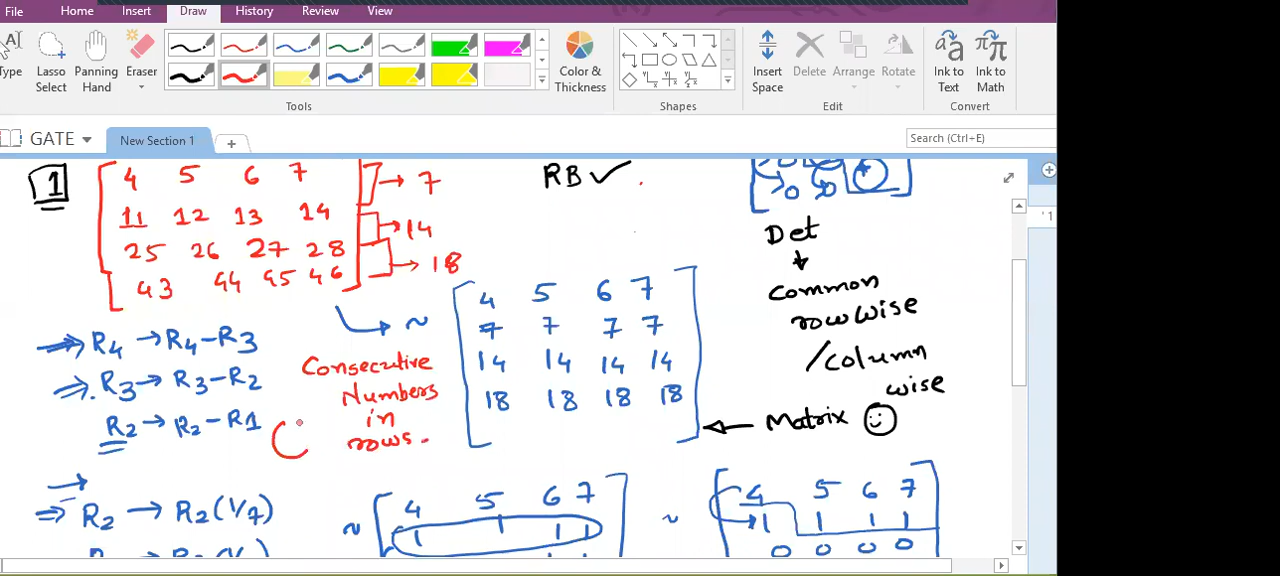 File Home Insert Draw History Review View
Type
Lasso Select
Panning Hand
Eraser
Color & Thickness
Insert Space
Delete
Arrange
Rotate
Ink to Text
Ink to Math
Tools
Shapes
Edit
Convert
GATE
New Section 1
+
Search (Ctrl+E)
1
4 5 6 7 → 7
11 12 13 14 → 14
25 26 27 28 → 18
43 44 45 46
RB ✓
0 0
Det
↓
Common
rowwise
/column
wise
→ ~
4 5 6 7
7 7 7 7
14 14 14 14
18 18 18 18
← Matrix ☺
⇒ R4 → R4-R3
⇒ R3 → R3-R2
R2 → R2-R1
Consecutive
Numbers
in
rows.
⇒ R2 → R2(1/7)
~
4 5 6 7
1 1 1 1
~
4 5 6 7
1 1 1 1
0 0 0 0